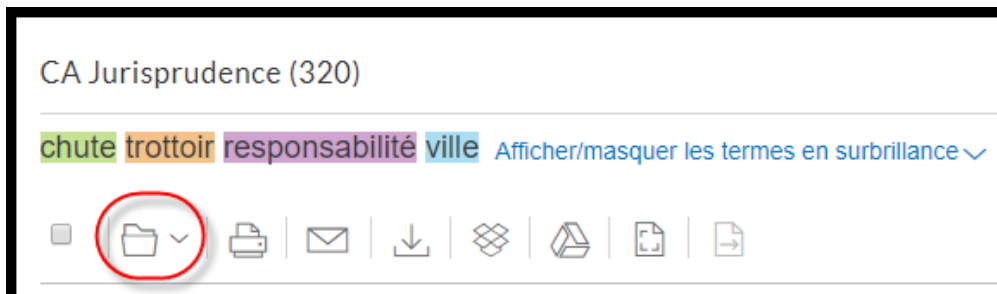 CA Jurisprudence (320)
chute trottoir responsabilité ville Afficher/masquer les termes en surbrillance